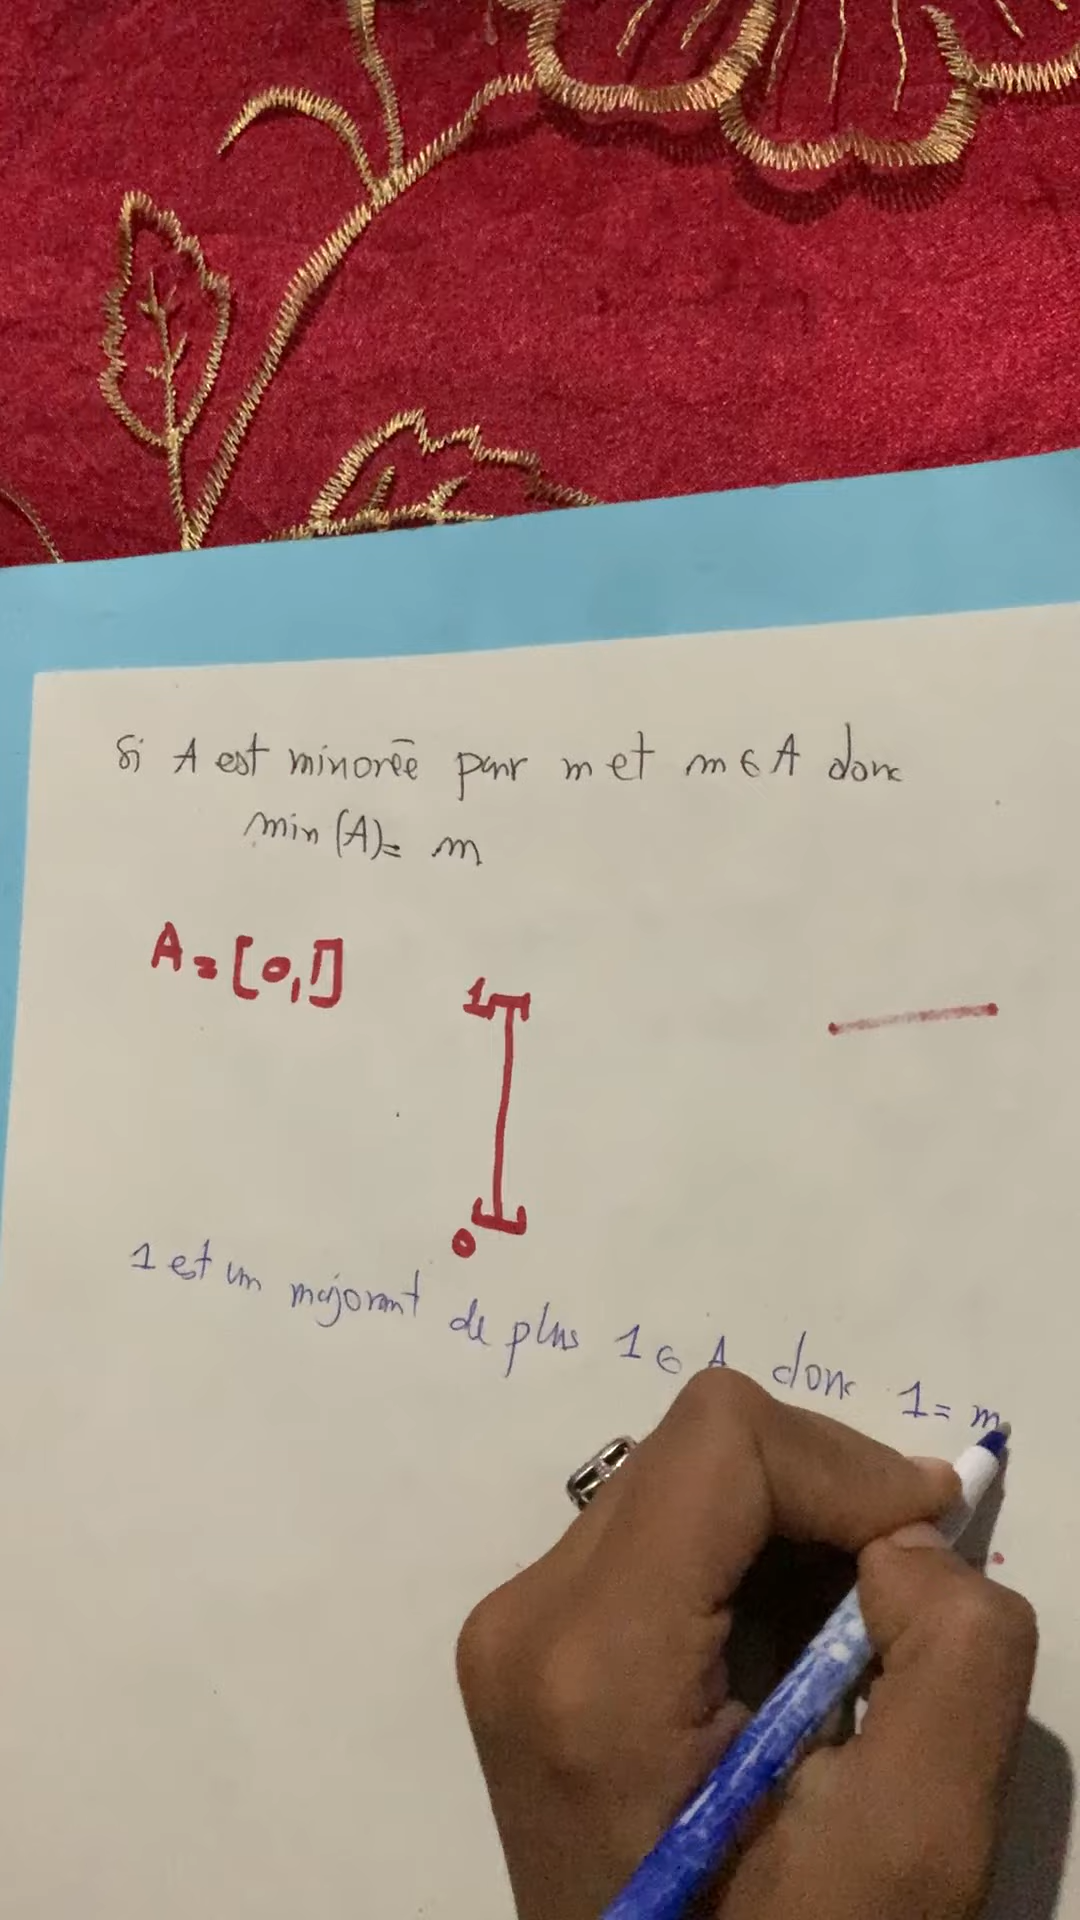 Si A est minorée par m et m ∈ A donc
min (A) = m
A = [0,1]
1
0
1 est un majorant de plus 1 ∈ A donc 1 = m